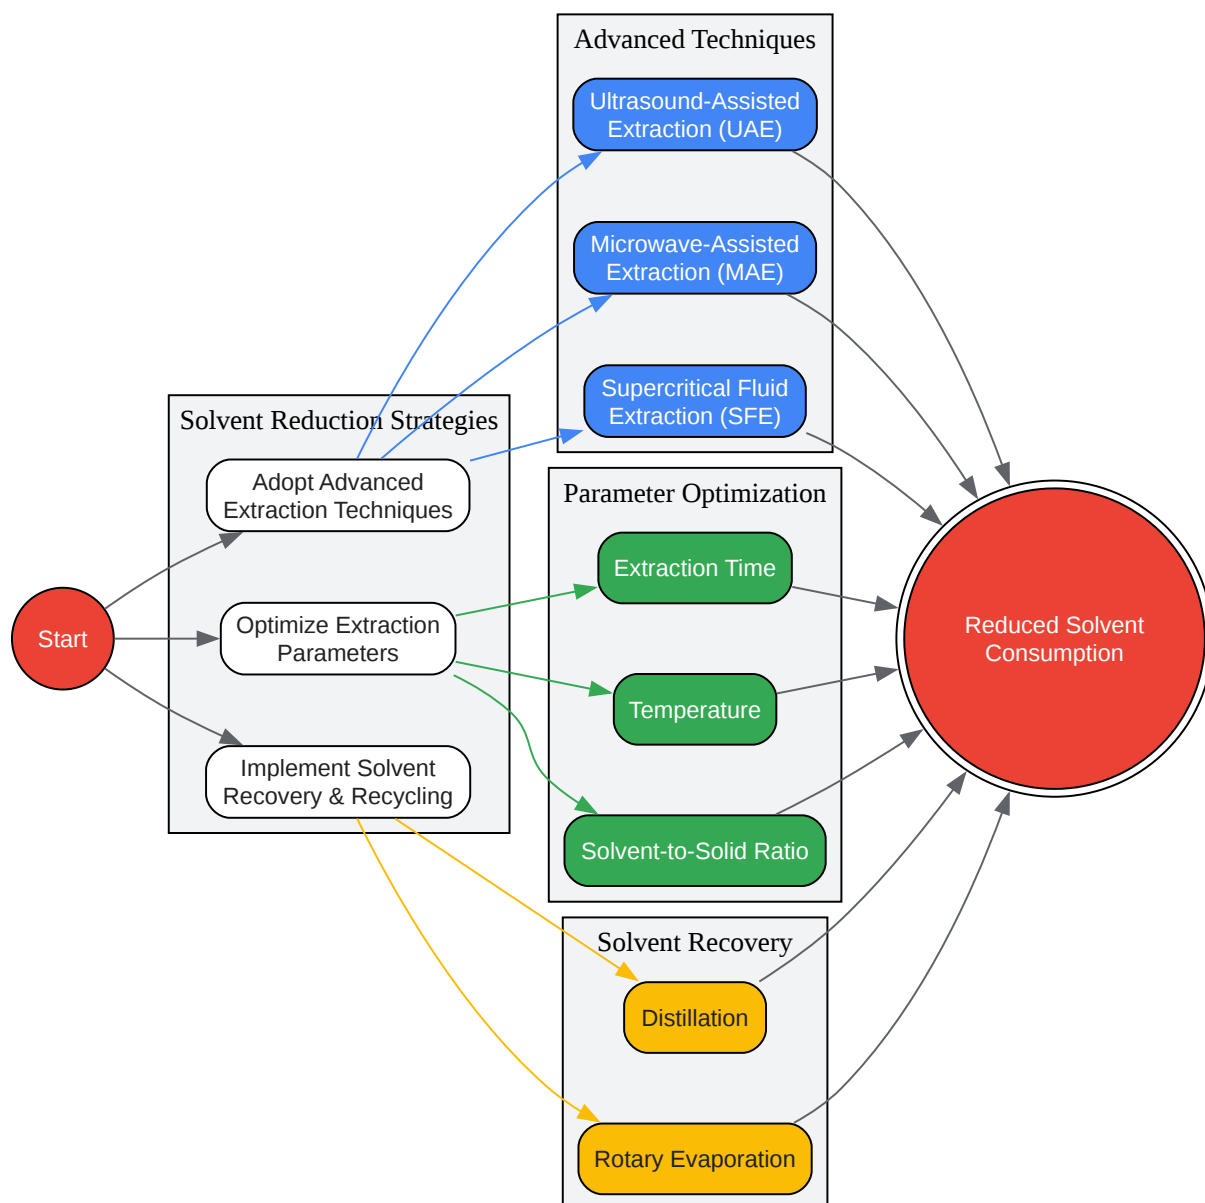 Start
Solvent Reduction Strategies
Adopt Advanced
Extraction Techniques
Optimize Extraction
Parameters
Implement Solvent
Recovery & Recycling
Advanced Techniques
Ultrasound-Assisted
Extraction (UAE)
Microwave-Assisted
Extraction (MAE)
Supercritical Fluid
Extraction (SFE)
Parameter Optimization
Extraction Time
Temperature
Solvent-to-Solid Ratio
Solvent Recovery
Distillation
Rotary Evaporation
Reduced Solvent
Consumption